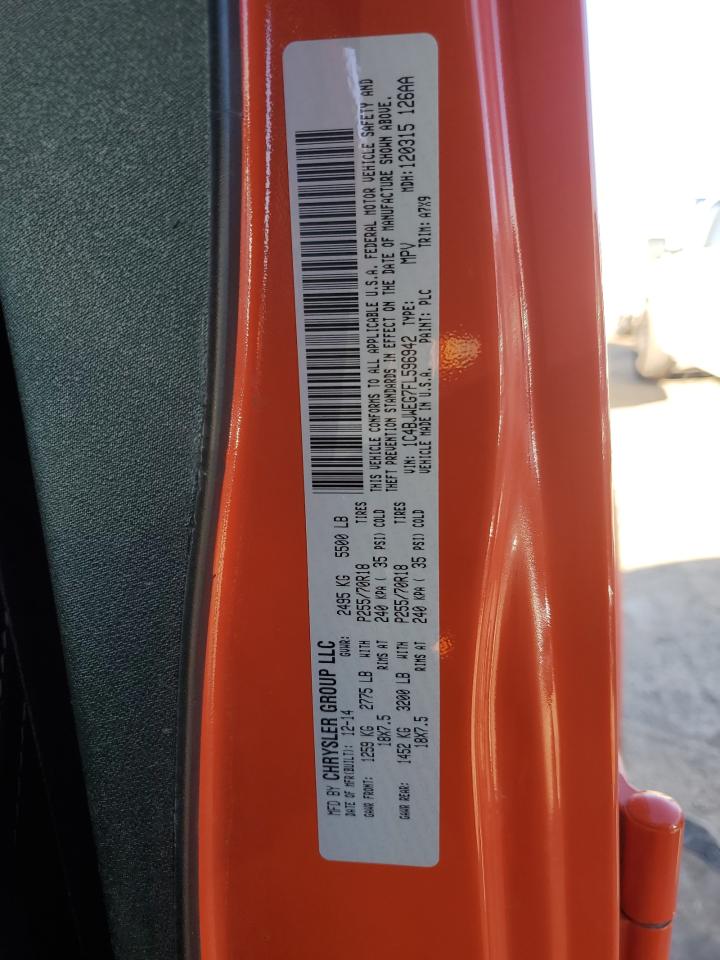 MFD BY CHRYSLER GROUP LLC
DATE OF MFR(BUILT): 12-14 GVWR: 2495 KG 5500 LB
GAWR FRONT: 1259 KG 2775 LB WITH P255/70R18 TIRES
18X7.5 RIMS AT 240 KPA ( 35 PSI) COLD
GAWR REAR: 1452 KG 3200 LB WITH P255/70R18 TIRES
18X7.5 RIMS AT 240 KPA ( 35 PSI) COLD
THIS VEHICLE CONFORMS TO ALL APPLICABLE U.S.A. FEDERAL MOTOR VEHICLE SAFETY AND
THEFT PREVENTION STANDARDS IN EFFECT ON THE DATE OF MANUFACTURE SHOWN ABOVE.
VIN: 1C4BJWEG7FL596942 TYPE: MPV MDH: 120315 126AA
VEHICLE MADE IN U.S.A. PAINT: PLC TRIM: A7X9